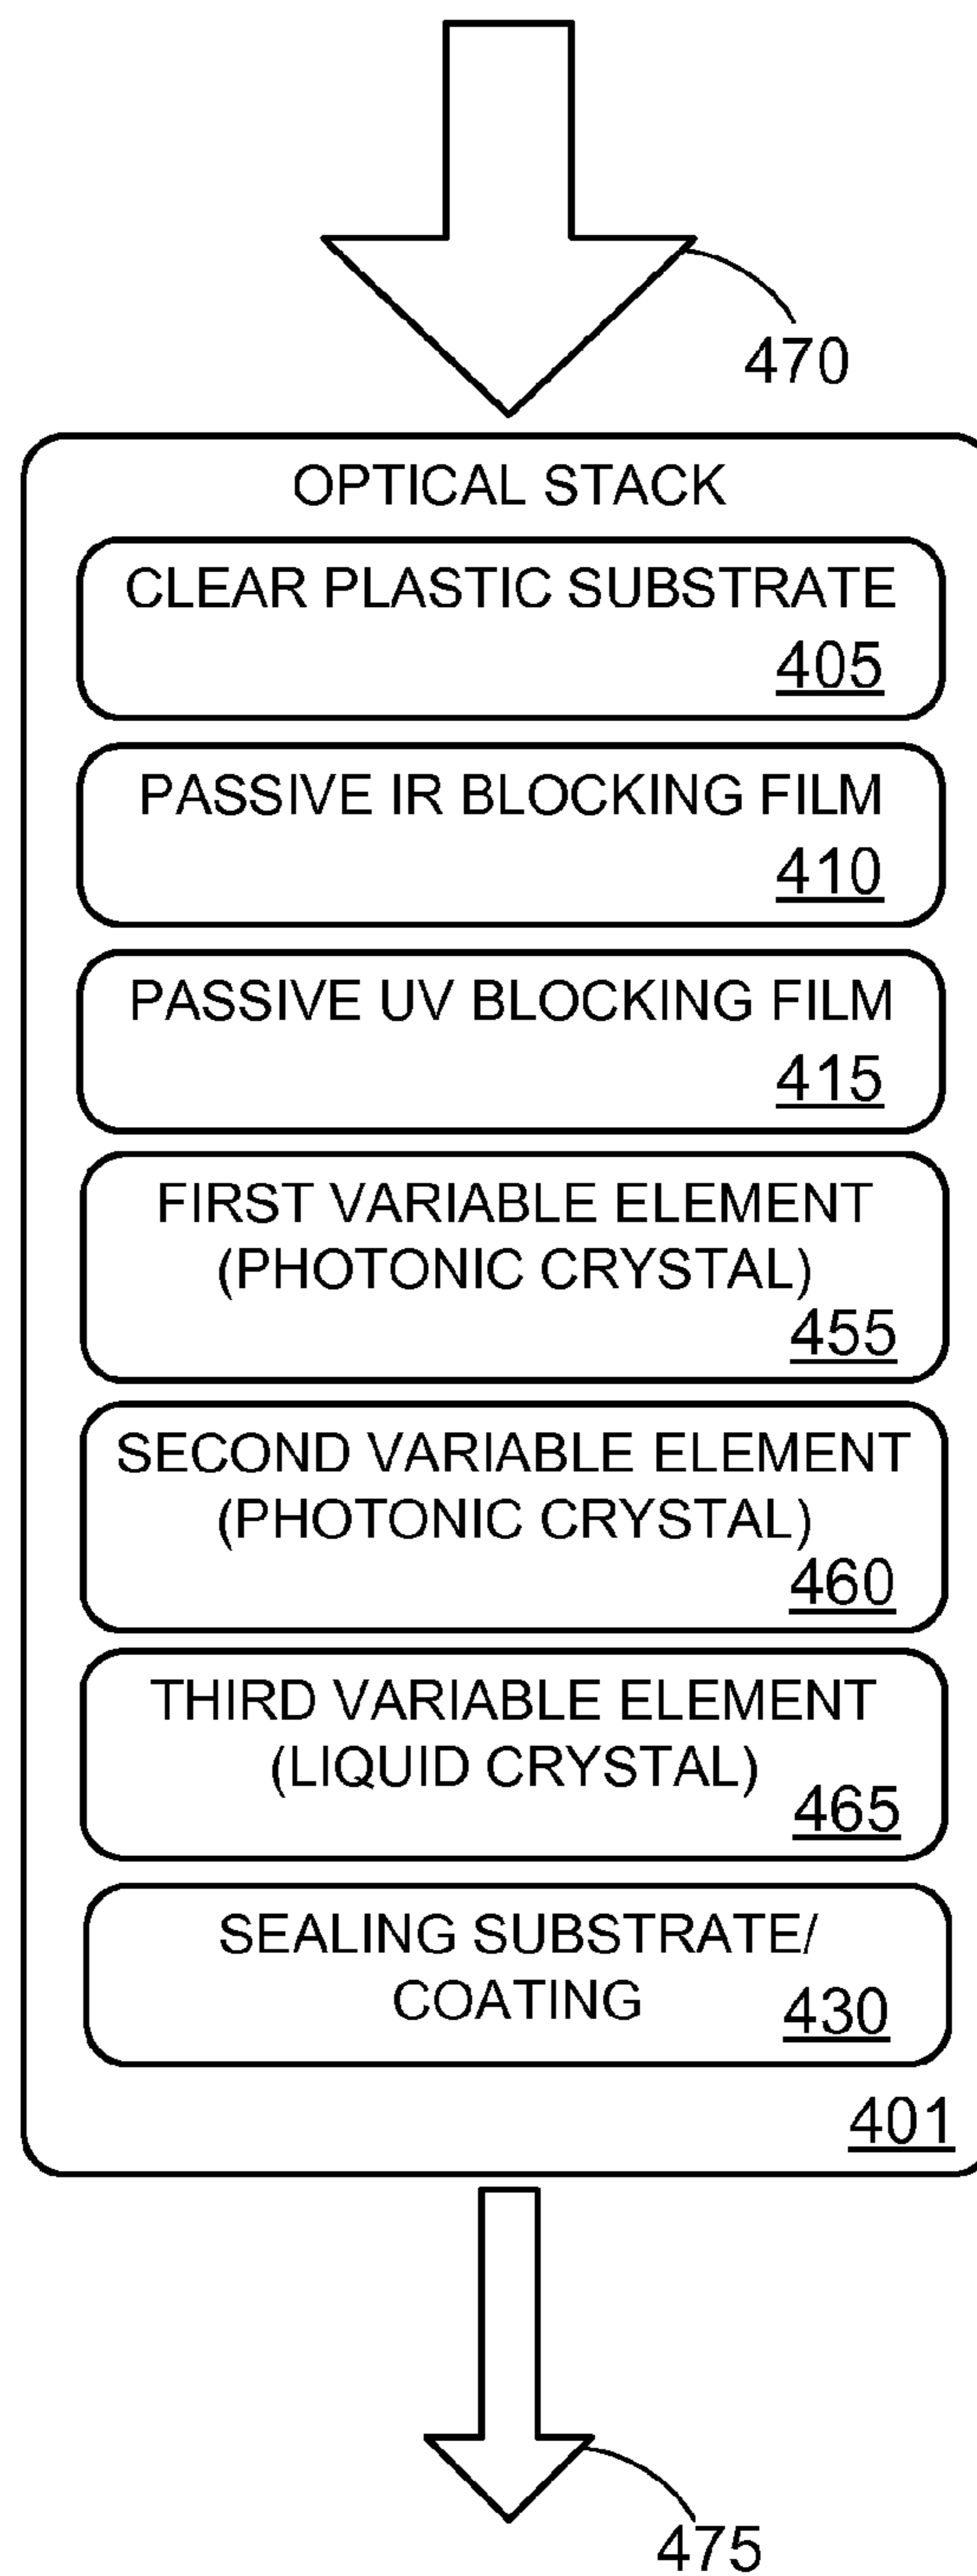 470
OPTICAL STACK
CLEAR PLASTIC SUBSTRATE
405
PASSIVE IR BLOCKING FILM
410
PASSIVE UV BLOCKING FILM
415
FIRST VARIABLE ELEMENT
(PHOTONIC CRYSTAL)
455
SECOND VARIABLE ELEMENT
(PHOTONIC CRYSTAL)
460
THIRD VARIABLE ELEMENT
(LIQUID CRYSTAL)
465
SEALING SUBSTRATE/
COATING
430
401
475